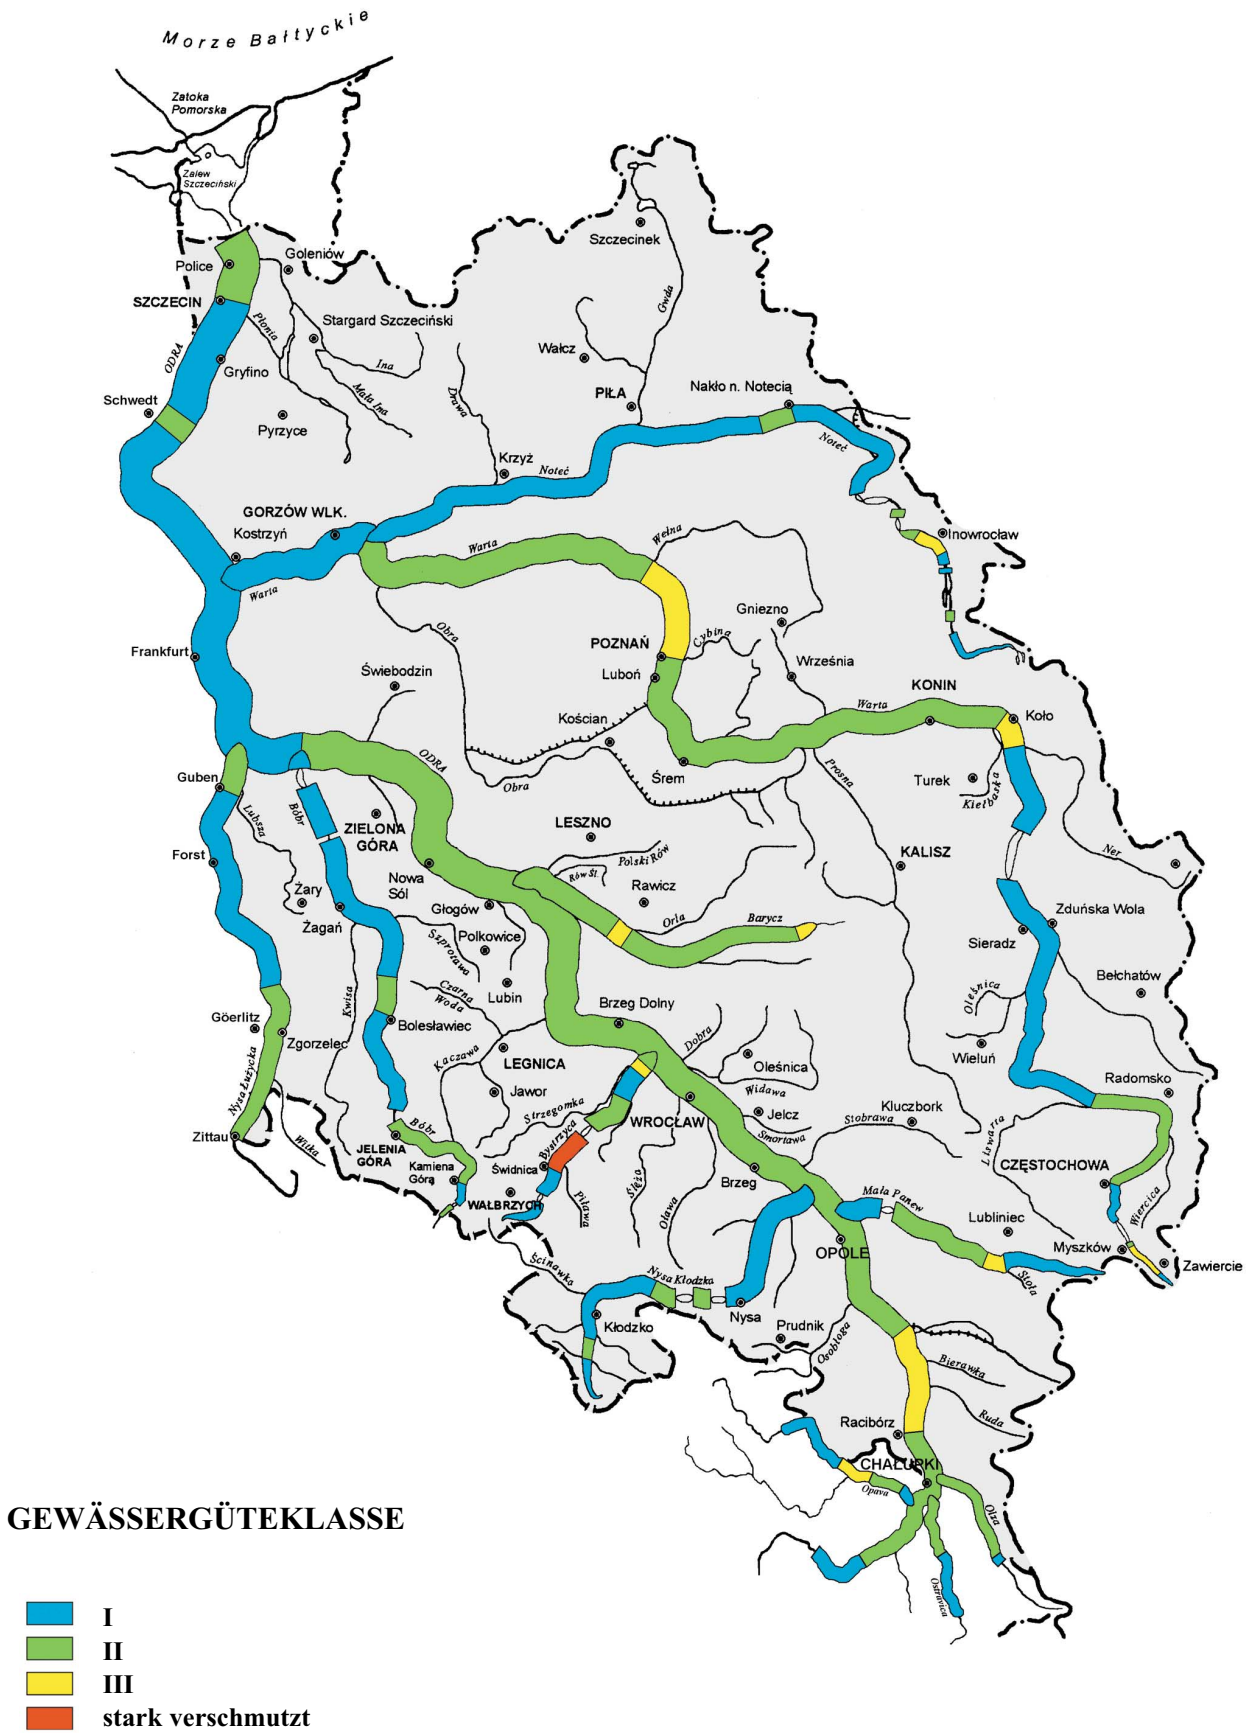 Morze Bałtyckie
Zatoka
Pomorska
Zalew
Szczeciński
Szczecinek
Goleniów
Police
SZCZECIN
Płonia
Stargard Szczeciński
Gwda
ODRA
Gryfino
Ina
Mała Ina
Wałcz
Drawa
Schwedt
Pyrzyce
PIŁA
Nakło n. Notecią
Noteć
Krzyż
Noteć
GORZÓW WLK.
Kostrzyń
Inowrocław
Warta
Wełna
Warta
Obra
Gniezno
Cybina
Frankfurt
POZNAŃ
Luboń
Świebodzin
Września
KONIN
Kościan
Warta
Koło
ODRA
Śrem
Obra
Prosna
Turek
Kiełbaska
Guben
Lubsza
Bóbr
ZIELONA
GÓRA
LESZNO
Forst
KALISZ
Ner
Polski Rów
Rów Śl.
Nowa
Sól
Rawicz
Żary
Żagań
Głogów
Orla
Barycz
Zduńska Wola
Sieradz
Szprotawa
Polkowice
Lubin
Czarna
Woda
Kwisa
Oleśnica
Bełchatów
Göerlitz
Zgorzelec
Bolesławiec
Brzeg Dolny
Dobra
Wieluń
LEGNICA
Kaczawa
Oleśnica
Jawor
Widawa
Radomsko
Nysa Łużycka
Strzegomka
WROCŁAW
Jelcz
Stobrawa
Kluczbork
Zittau
Witka
JELENIA
GÓRA
Bóbr
Bystrzyca
Smortawa
Liswarta
CZĘSTOCHOWA
Kamiena
Górą
Świdnica
Piława
Ślęza
Oława
Brzeg
WAŁBRZYCH
Mała Panew
Wiercica
Lubliniec
OPOLE
Myszków
Zawiercie
Ścinawka
Nysa Kłodzka
Stoła
Nysa
Kłodzko
Prudnik
Osobłoga
Bierawka
Ruda
Racibórz
CHAŁUPKI
Opava
Olza
Ostravica
GEWÄSSERGÜTEKLASSE
I
II
III
stark verschmutzt